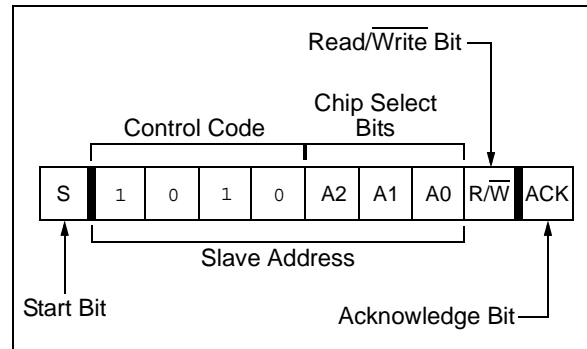 Read/Write Bit
Chip Select
Bits
Control Code
S 1 0 1 0 A2 A1 A0 R/W ACK
Slave Address
Start Bit
Acknowledge Bit